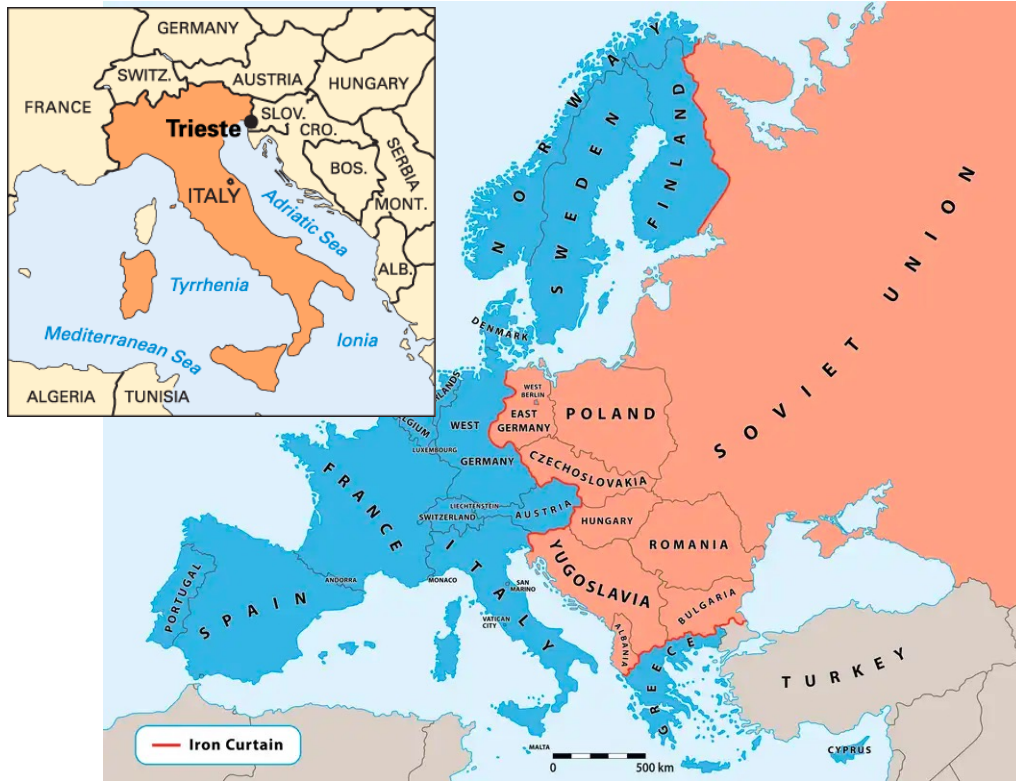 GERMANY
SWITZ.
AUSTRIA
HUNGARY
FRANCE
Trieste
SLOV.
CRO.
BOS.
SERBIA
MONT.
ITALY
Adriatic Sea
ALB.
Tyrrhenia
Mediterranean Sea
Ionia
ALGERIA
TUNISIA
NORWAY
SWEDEN
FINLAND
SOVIET UNION
DENMARK
WEST
BERLIN
EAST
GERMANY
POLAND
WEST
GERMANY
LUXEMBOURG
CZECHOSLOVAKIA
FRANCE
LIECHTENSTEIN
SWITZERLAND
AUSTRIA
HUNGARY
ROMANIA
ITALY
YUGOSLAVIA
BULGARIA
ALBANIA
GREECE
MONACO
SAN
MARINO
VATICAN
CITY
ANDORRA
PORTUGAL
SPAIN
TURKEY
CYPRUS
MALTA
Iron Curtain
0
500 km